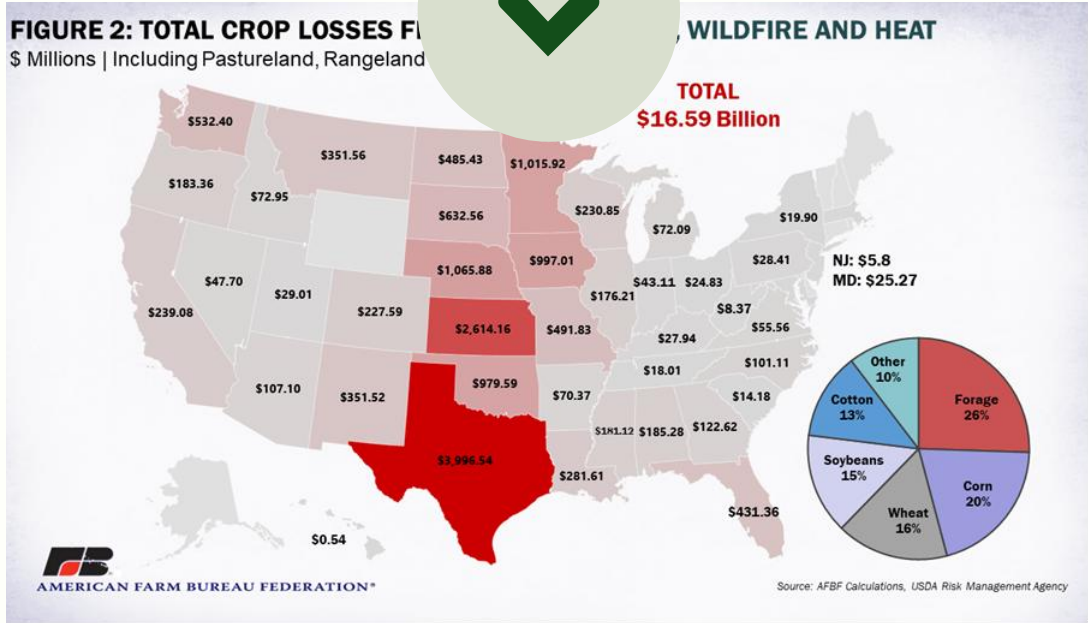 FIGURE 2: TOTAL CROP LOSSES , WILDFIRE AND HEAT
$ Millions | Including Pastureland, Rangeland
TOTAL
$16.59 Billion
$532.40
$351.56
$485.43
$1,015.92
$183.36
$72.95
$632.56
$230.85
$72.09
$19.90
$1,065.88
$997.01
$28.41
NJ: $5.8
MD: $25.27
$47.70
$29.01
$43.11
$24.83
$176.21
$8.37
$239.08
$227.59
$2,614.16
$491.83
$27.94
$55.56
$18.01
$101.11
$107.10
$351.52
$979.59
$70.37
$14.18
$185.28
$122.62
$3,996.54
$281.61
$431.36
$0.54
Other
10%
Cotton
13%
Forage
26%
Soybeans
15%
Corn
20%
Wheat
16%
FB
AMERICAN FARM BUREAU FEDERATION®
Source: AFBF Calculations, USDA Risk Management Agency